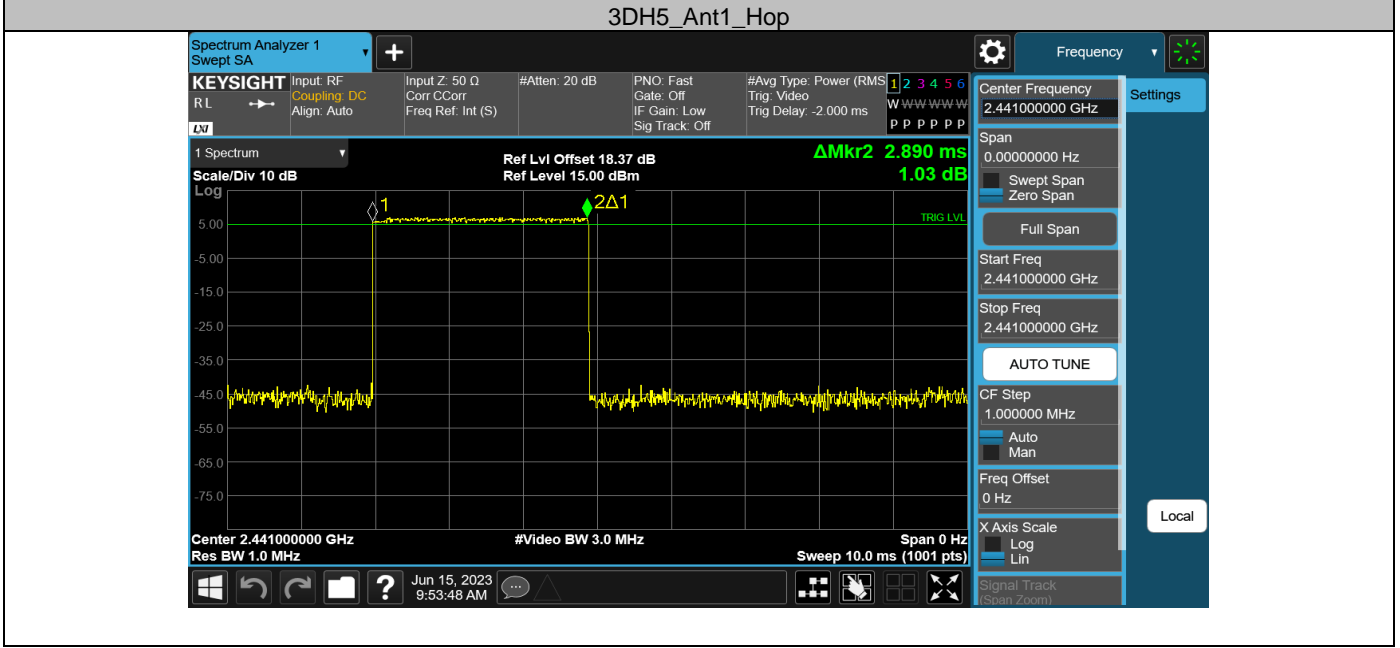 3DH5_Ant1_Hop
Spectrum Analyzer 1
Swept SA
Frequency
KEYSIGHT
R L
LXI
Input: RF
Coupling: DC
Align: Auto
Input Z: 50 Ω
Corr CCorr
Freq Ref: Int (S)
#Atten: 20 dB
PNO: Fast
Gate: Off
IF Gain: Low
Sig Track: Off
#Avg Type: Power (RMS
Trig: Video
Trig Delay: -2.000 ms
1 2 3 4 5 6
W W W W W W
P P P P P P
1 Spectrum
Scale/Div 10 dB
Ref Lvl Offset 18.37 dB
Ref Level 15.00 dBm
ΔMkr2 2.890 ms
1.03 dB
Log
1
2Δ1
TRIG LVL
5.00
-5.00
-15.0
-25.0
-35.0
-45.0
-55.0
-65.0
-75.0
Center 2.441000000 GHz
Res BW 1.0 MHz
#Video BW 3.0 MHz
Span 0 Hz
Sweep 10.0 ms (1001 pts)
Center Frequency
2.441000000 GHz
Settings
Span
0.00000000 Hz
Swept Span
Zero Span
Full Span
Start Freq
2.441000000 GHz
Stop Freq
2.441000000 GHz
AUTO TUNE
CF Step
1.000000 MHz
Auto
Man
Freq Offset
0 Hz
X Axis Scale
Log
Lin
Local
Signal Track
(Span Zoom)
?
Jun 15, 2023
9:53:48 AM